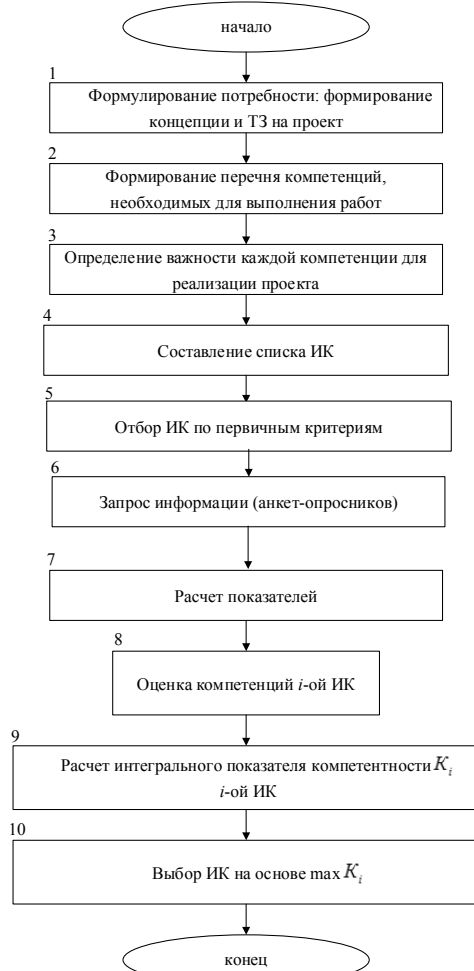 начало
1
Формулирование потребности: формирование
концепции и ТЗ на проект
2
Формирование перечня компетенций,
необходимых для выполнения работ
3
Определение важности каждой компетенции для
реализации проекта
4
Составление списка ИК
5
Отбор ИК по первичным критериям
6
Запрос информации (анкет-опросников)
7
Расчет показателей
8
Оценка компетенций i-ой ИК
9
Расчет интегрального показателя компетентности K_i
i-ой ИК
10
Выбор ИК на основе max K_i
конец